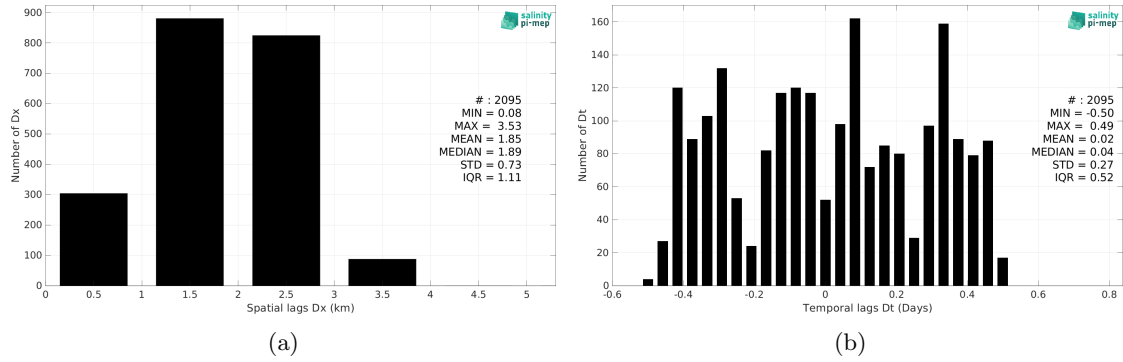 900
800
700
600
500
400
300
200
100
0
Number of Dx
0
0.5
1
1.5
2
2.5
3
3.5
4
4.5
5
Spatial lags Dx (km)
salinity
pi-mep
# : 2095
MIN = 0.08
MAX = 3.53
MEAN = 1.85
MEDIAN = 1.89
STD = 0.73
IQR = 1.11
(a)
160
140
120
100
80
60
40
20
0
Number of Dt
-0.6
-0.4
-0.2
0
0.2
0.4
0.6
0.8
Temporal lags Dt (Days)
salinity
pi-mep
# : 2095
MIN = -0.50
MAX = 0.49
MEAN = 0.02
MEDIAN = 0.04
STD = 0.27
IQR = 0.52
(b)